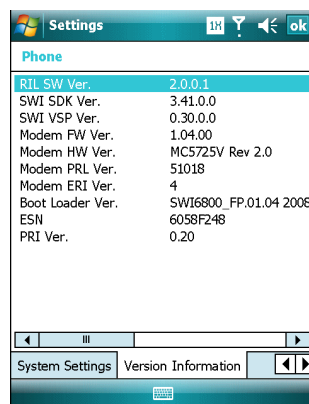 Settings 1X ok
Phone
RIL SW Ver. 2.0.0.1
SWI SDK Ver. 3.41.0.0
SWI VSP Ver. 0.30.0.0
Modem FW Ver. 1.04.00
Modem HW Ver. MC5725V Rev 2.0
Modem PRL Ver. 51018
Modem ERI Ver. 4
Boot Loader Ver. SWI6800_FP.01.04 2008
ESN 6058F248
PRI Ver. 0.20
System Settings Version Information